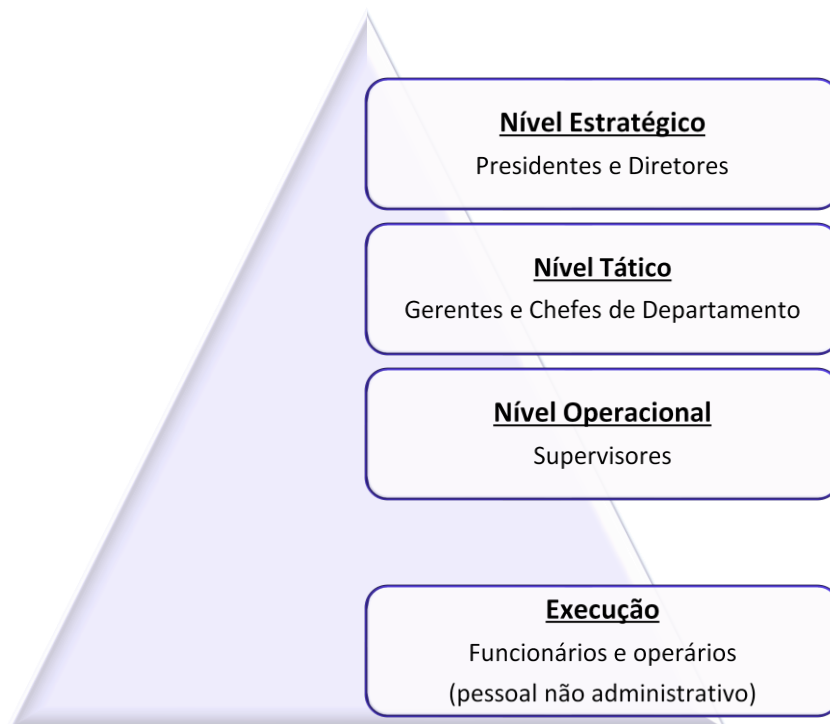 Nível Estratégico
Presidentes e Diretores
Nível Tático
Gerentes e Chefes de Departamento
Nível Operacional
Supervisores
Execução
Funcionários e operários
(pessoal não administrativo)